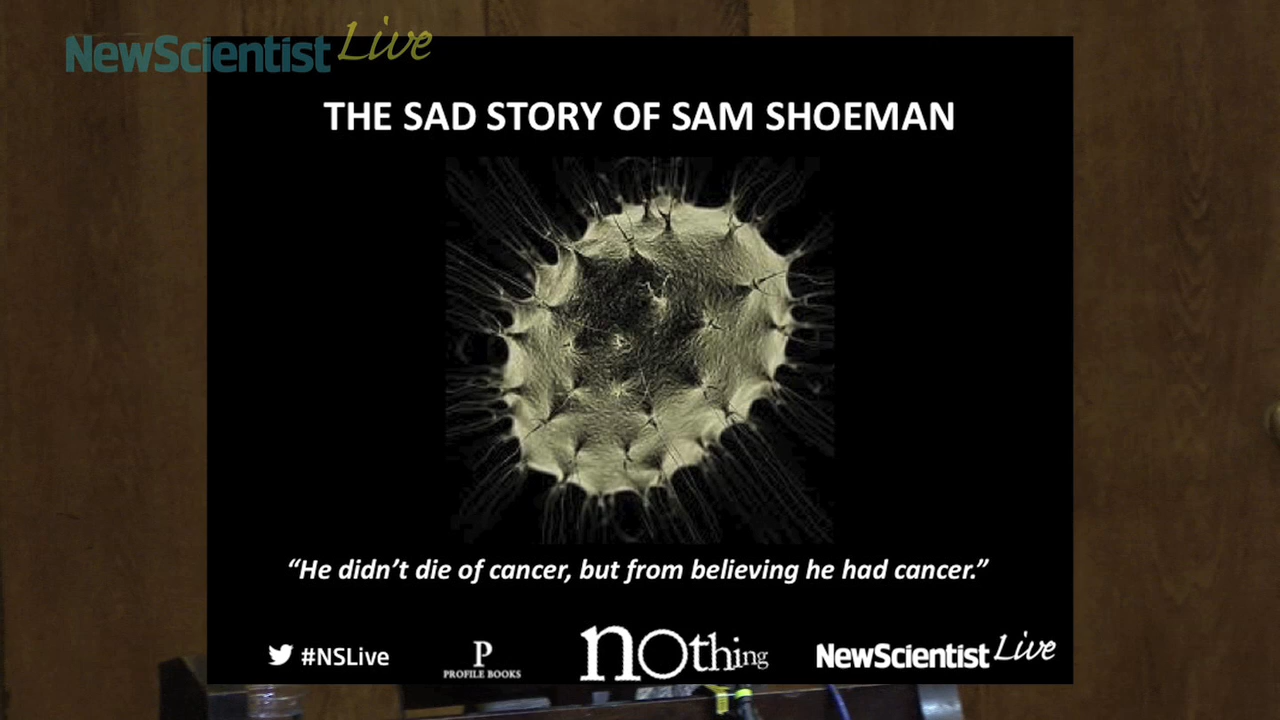 NewScientist Live
THE SAD STORY OF SAM SHOEMAN
“He didn’t die of cancer, but from believing he had cancer.”
#NSLive
P
PROFILE BOOKS
nothing
NewScientist Live